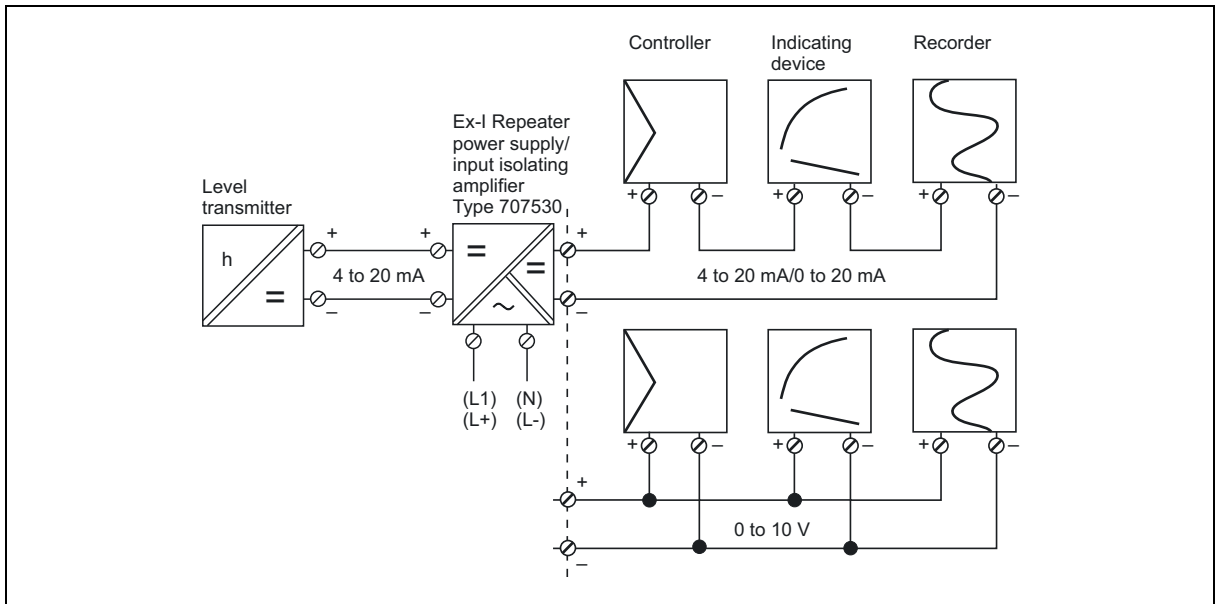 Controller
Indicating
device
Recorder
Ex-I Repeater
power supply/
input isolating
amplifier
Type 707530
Level
transmitter
+ – + –  + –
h
+ + +
4 to 20 mA
4 to 20 mA/0 to 20 mA
– – –
(L1) (N)
(L+) (L-)
+ – + – + –
+
0 to 10 V
–